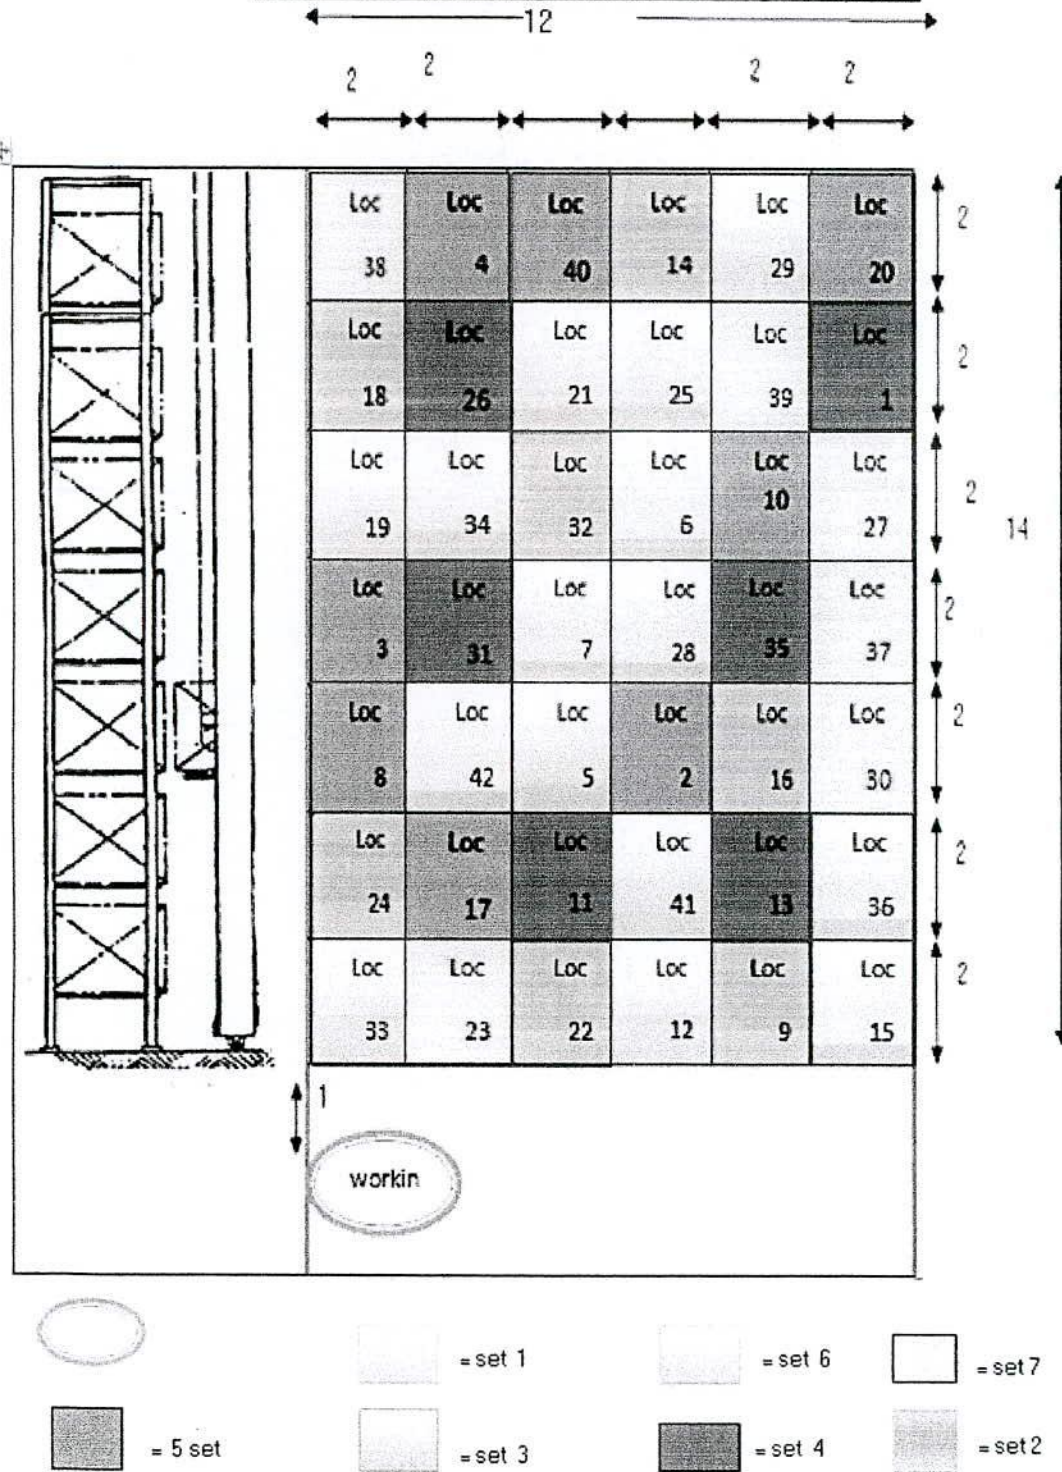 12
2 2 2 2
Loc Loc Loc Loc Loc Loc 2
38 4 40 14 29 20
Loc Loc Loc Loc Loc Loc 2
18 26 21 25 39 1
Loc Loc Loc Loc Loc Loc 2
19 34 32 6 10 27 14
Loc Loc Loc Loc Loc Loc 2
3 31 7 28 35 37
Loc Loc Loc Loc Loc Loc 2
8 42 5 2 16 30
Loc Loc Loc Loc Loc Loc 2
24 17 11 41 13 36
Loc Loc Loc Loc Loc Loc 2
33 23 22 12 9 15
1
workin
= set 1 = set 6 = set 7
= 5 set = set 3 = set 4 = set 2